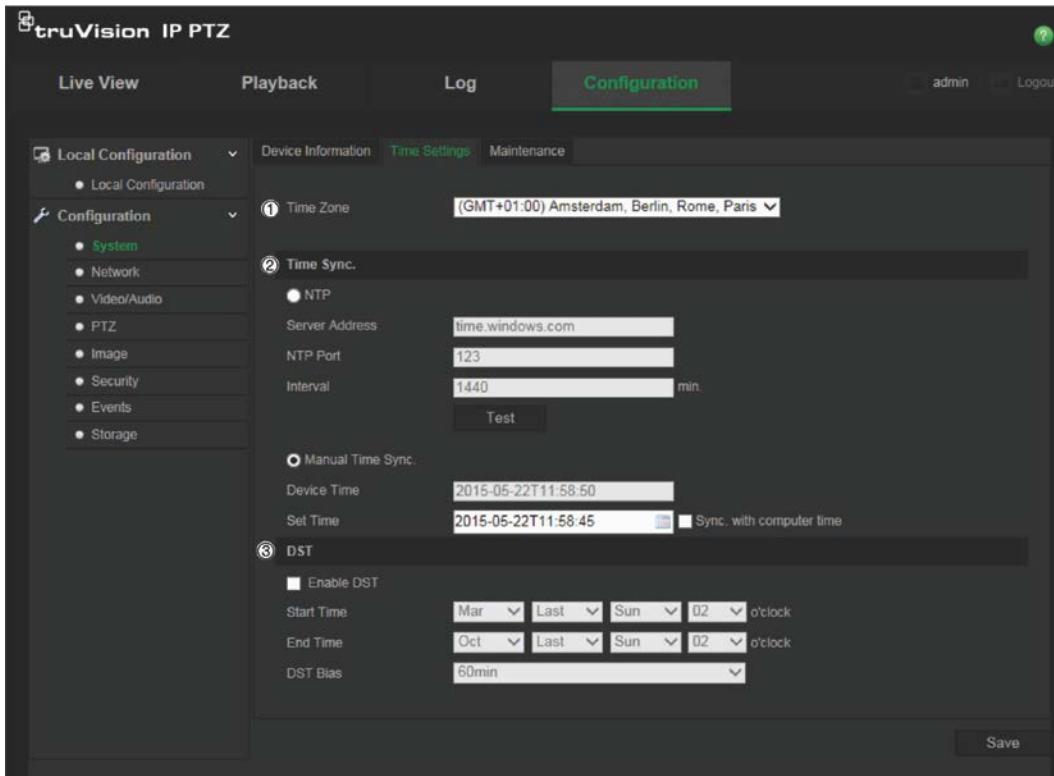 truVision IP PTZ
?
Live View Playback Log Configuration admin Logou
Local Configuration
Local Configuration
Configuration
System
Network
Video/Audio
PTZ
Image
Security
Events
Storage
Device Information Time Settings Maintenance
① Time Zone (GMT+01:00) Amsterdam, Berlin, Rome, Paris
② Time Sync.
NTP
Server Address time.windows.com
NTP Port 123
Interval 1440 min.
Test
Manual Time Sync.
Device Time 2015-05-22T11:58:50
Set Time 2015-05-22T11:58:45 Sync. with computer time
③ DST
Enable DST
Start Time Mar Last Sun 02 o'clock
End Time Oct Last Sun 02 o'clock
DST Bias 60min
Save